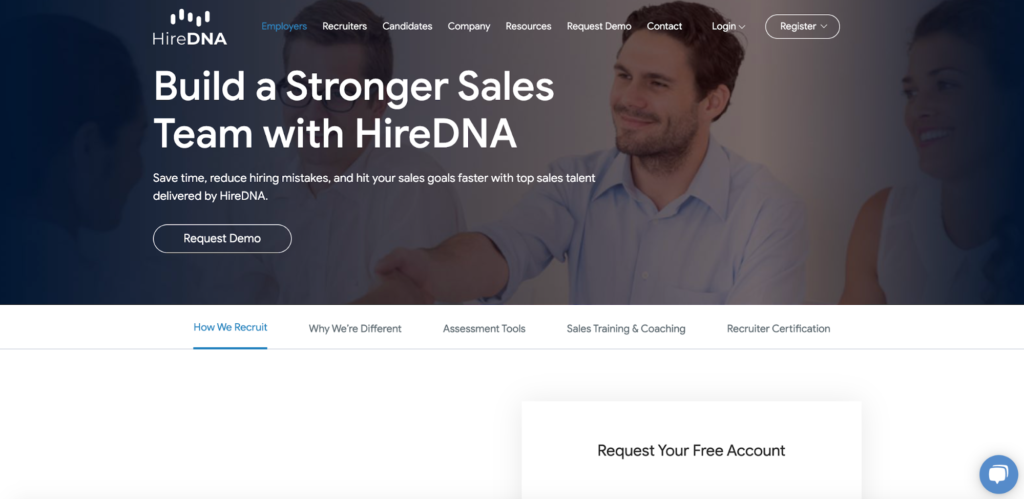 HireDNA
Employers
Recruiters
Candidates
Company
Resources
Request Demo
Contact
Login
Register
Build a Stronger Sales
Team with HireDNA
Save time, reduce hiring mistakes, and hit your sales goals faster with top sales talent
delivered by HireDNA.
Request Demo
How We Recruit
Why We're Different
Assessment Tools
Sales Training & Coaching
Recruiter Certification
Request Your Free Account